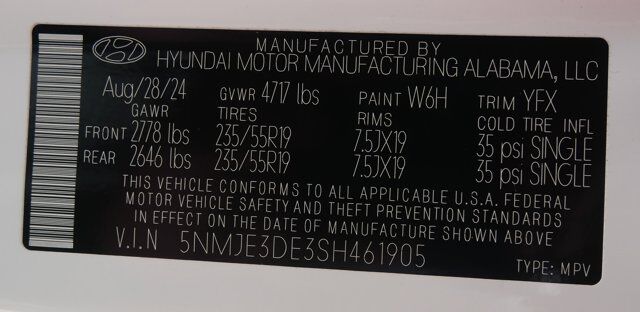 MANUFACTURED BY
HYUNDAI MOTOR MANUFACTURING ALABAMA, LLC
Aug/28/24 GVWR 4717 lbs PAINT W6H TRIM YFX
GAWR TIRES RIMS COLD TIRE INFL
FRONT 2778 lbs 235/55R19 7.5JX19 35 psi SINGLE
REAR 2646 lbs 235/55R19 7.5JX19 35 psi SINGLE
THIS VEHICLE CONFORMS TO ALL APPLICABLE U.S.A. FEDERAL
MOTOR VEHICLE SAFETY AND THEFT PREVENTION STANDARDS
IN EFFECT ON THE DATE OF MANUFACTURE SHOWN ABOVE
V.I.N 5NMJE3DE3SH461905
TYPE: MPV